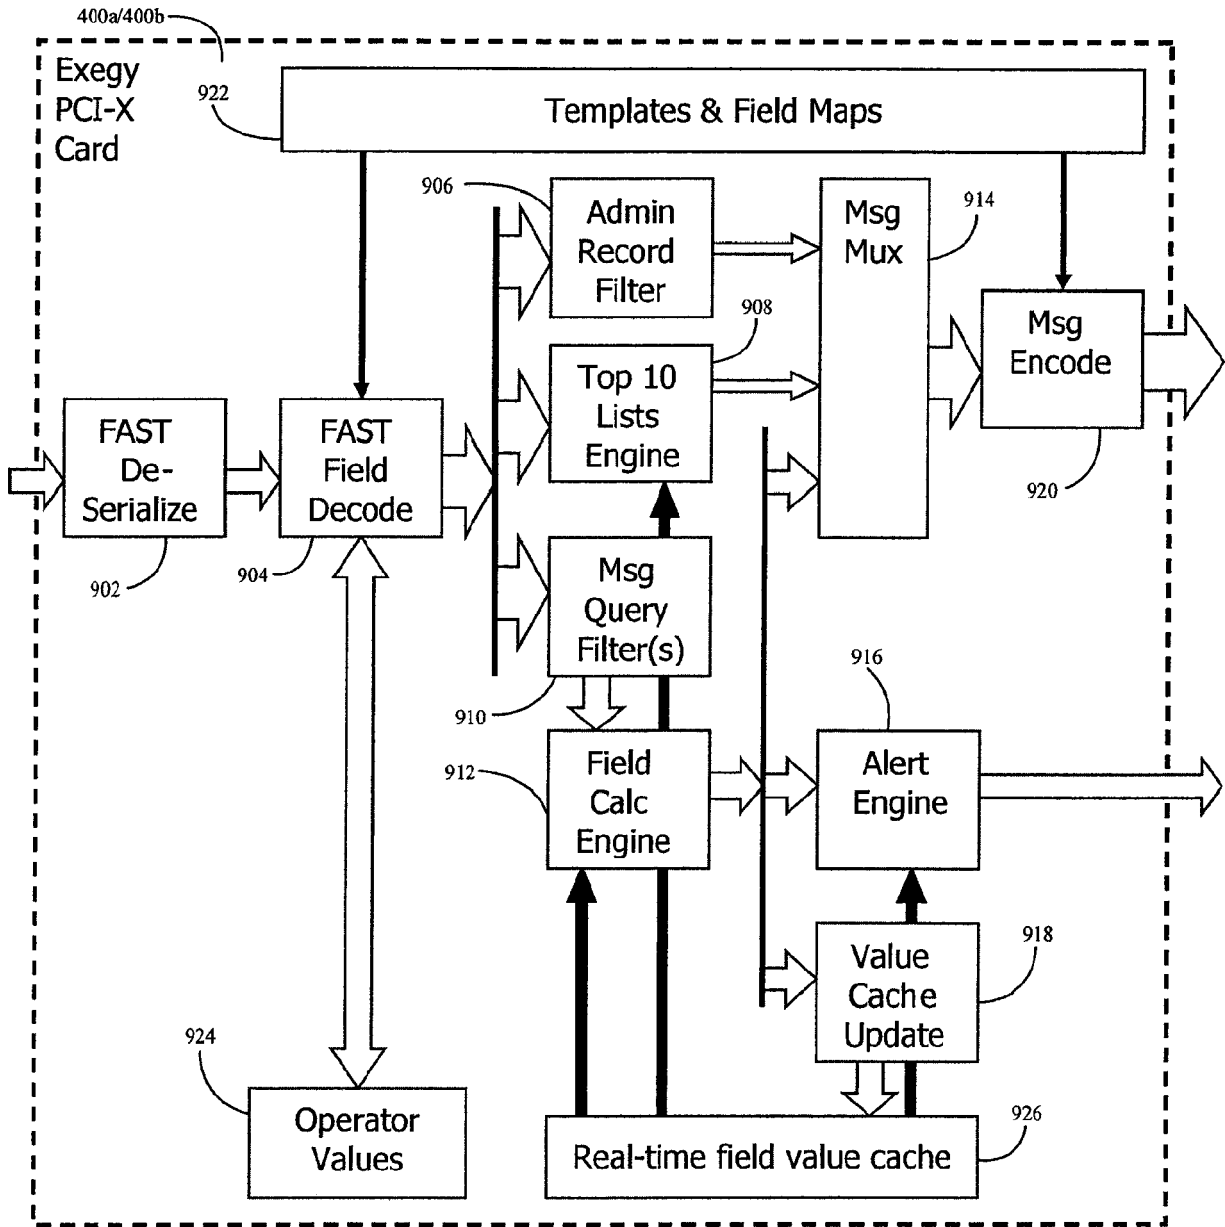 400a/400b
Exegy
PCI-X
Card
922
Templates & Field Maps
906
Admin
Record
Filter
Msg
Mux
914
908
Top 10
Lists
Engine
Msg
Encode
920
FAST
De-
Serialize
902
FAST
Field
Decode
904
Msg
Query
Filter(s)
910
912
Field
Calc
Engine
916
Alert
Engine
918
Value
Cache
Update
924
Operator
Values
Real-time field value cache
926